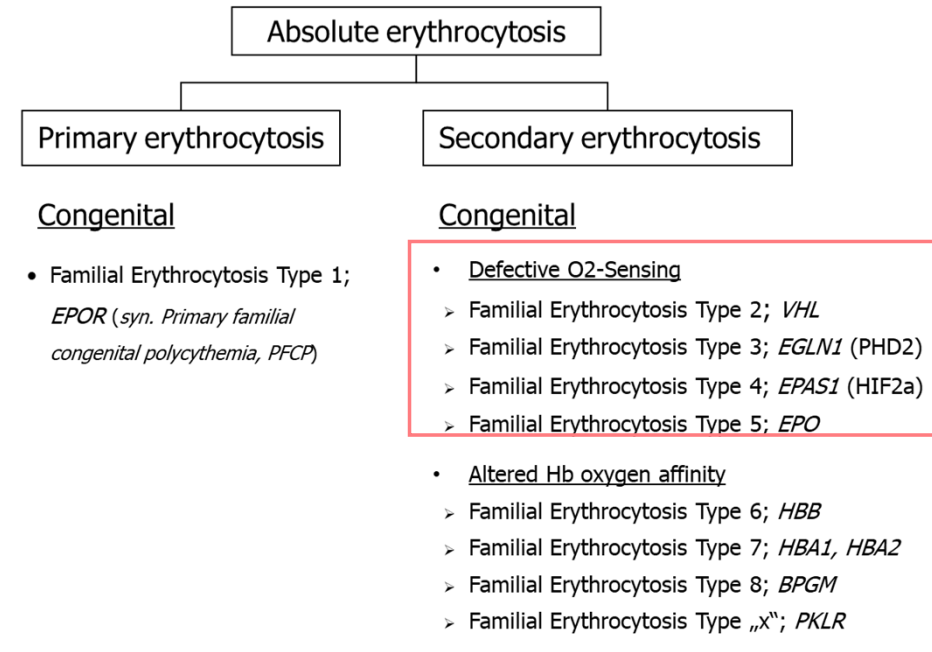 Absolute erythrocytosis
Primary erythrocytosis
Secondary erythrocytosis
Congenital
• Familial Erythrocytosis Type 1;
EPOR (syn. Primary familial
congenital polycythemia, PFCP)
Congenital
• Defective O2-Sensing
➢ Familial Erythrocytosis Type 2; VHL
➢ Familial Erythrocytosis Type 3; EGLN1 (PHD2)
➢ Familial Erythrocytosis Type 4; EPAS1 (HIF2a)
➢ Familial Erythrocytosis Type 5; EPO
• Altered Hb oxygen affinity
➢ Familial Erythrocytosis Type 6; HBB
➢ Familial Erythrocytosis Type 7; HBA1, HBA2
➢ Familial Erythrocytosis Type 8; BPGM
➢ Familial Erythrocytosis Type „x“; PKLR